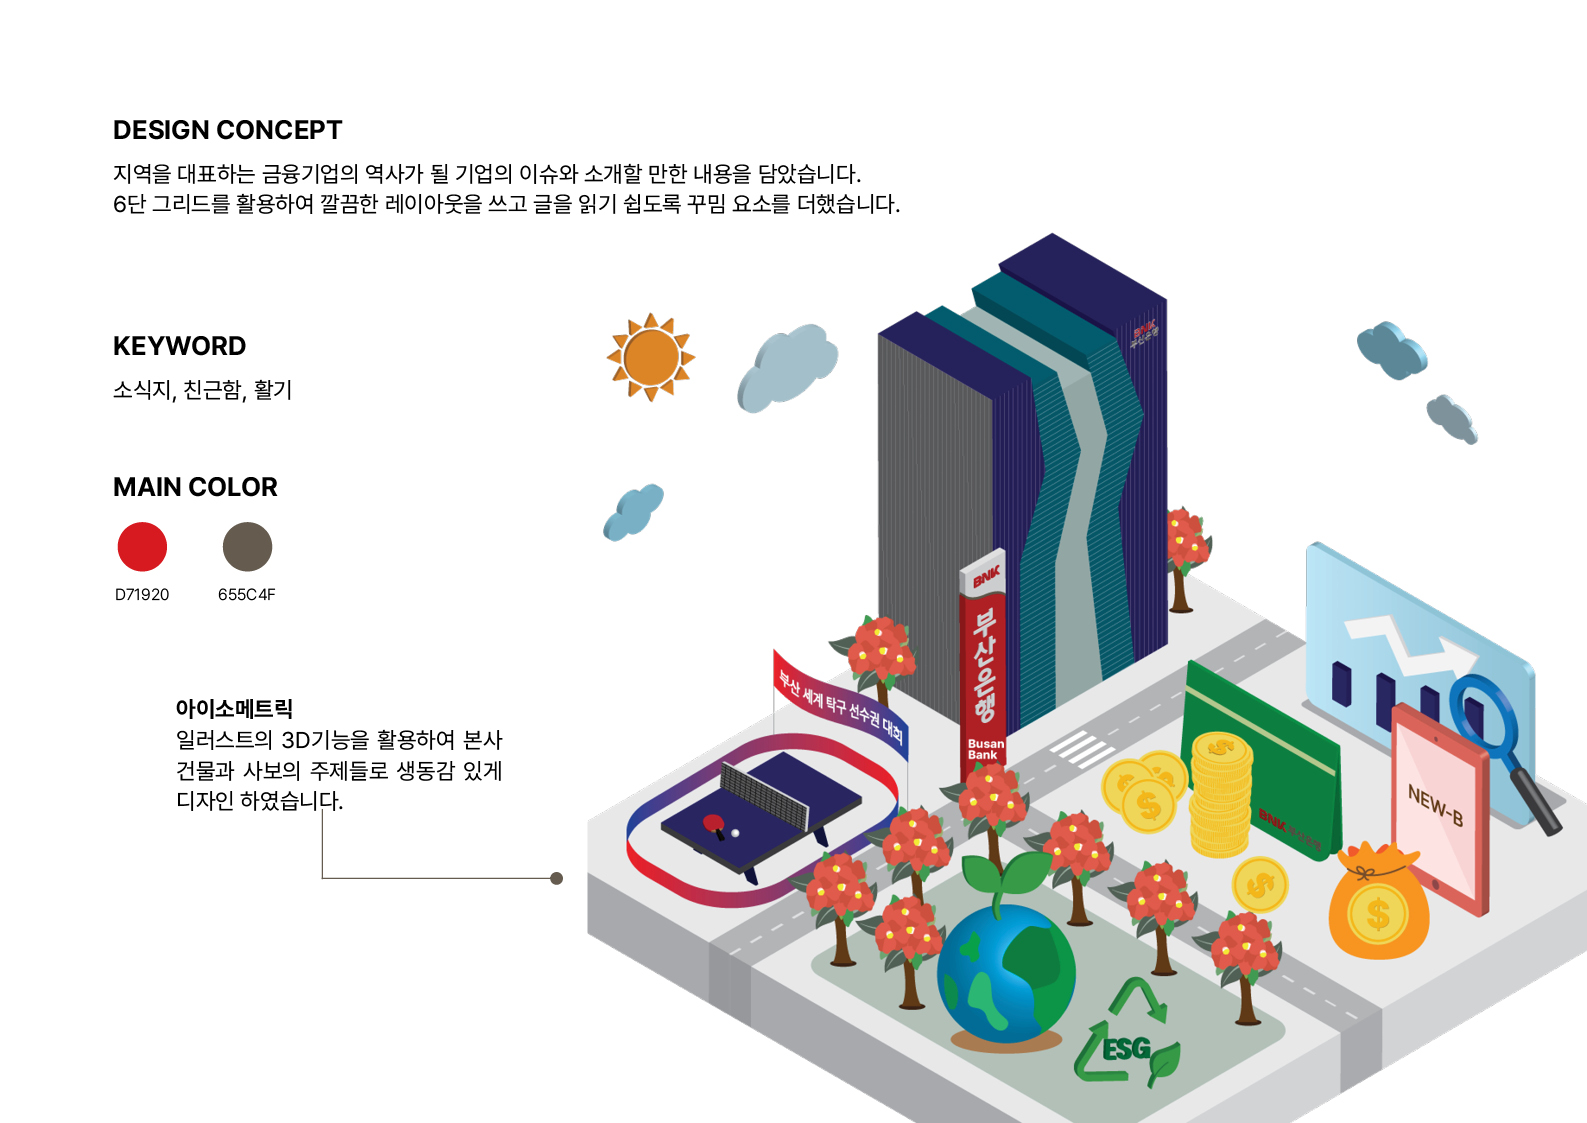 DESIGN CONCEPT
지역을 대표하는 금융기업의 역사가 될 기업의 이슈와 소개할 만한 내용을 담았습니다.
6단 그리드를 활용하여 깔끔한 레이아웃을 쓰고 글을 읽기 쉽도록 꾸밈 요소를 더했습니다.
KEYWORD
소식지, 친근함, 활기
MAIN COLOR
D71920
655C4F
아이소메트릭
일러스트의 3D기능을 활용하여 본사
건물과 사보의 주제들로 생동감 있게
디자인 하였습니다.
BNK
부산은행
BNK
부산은행
Busan
Bank
부산 세계 탁구 선수권 대회
BNK 부산은행
NEW-B
ESG